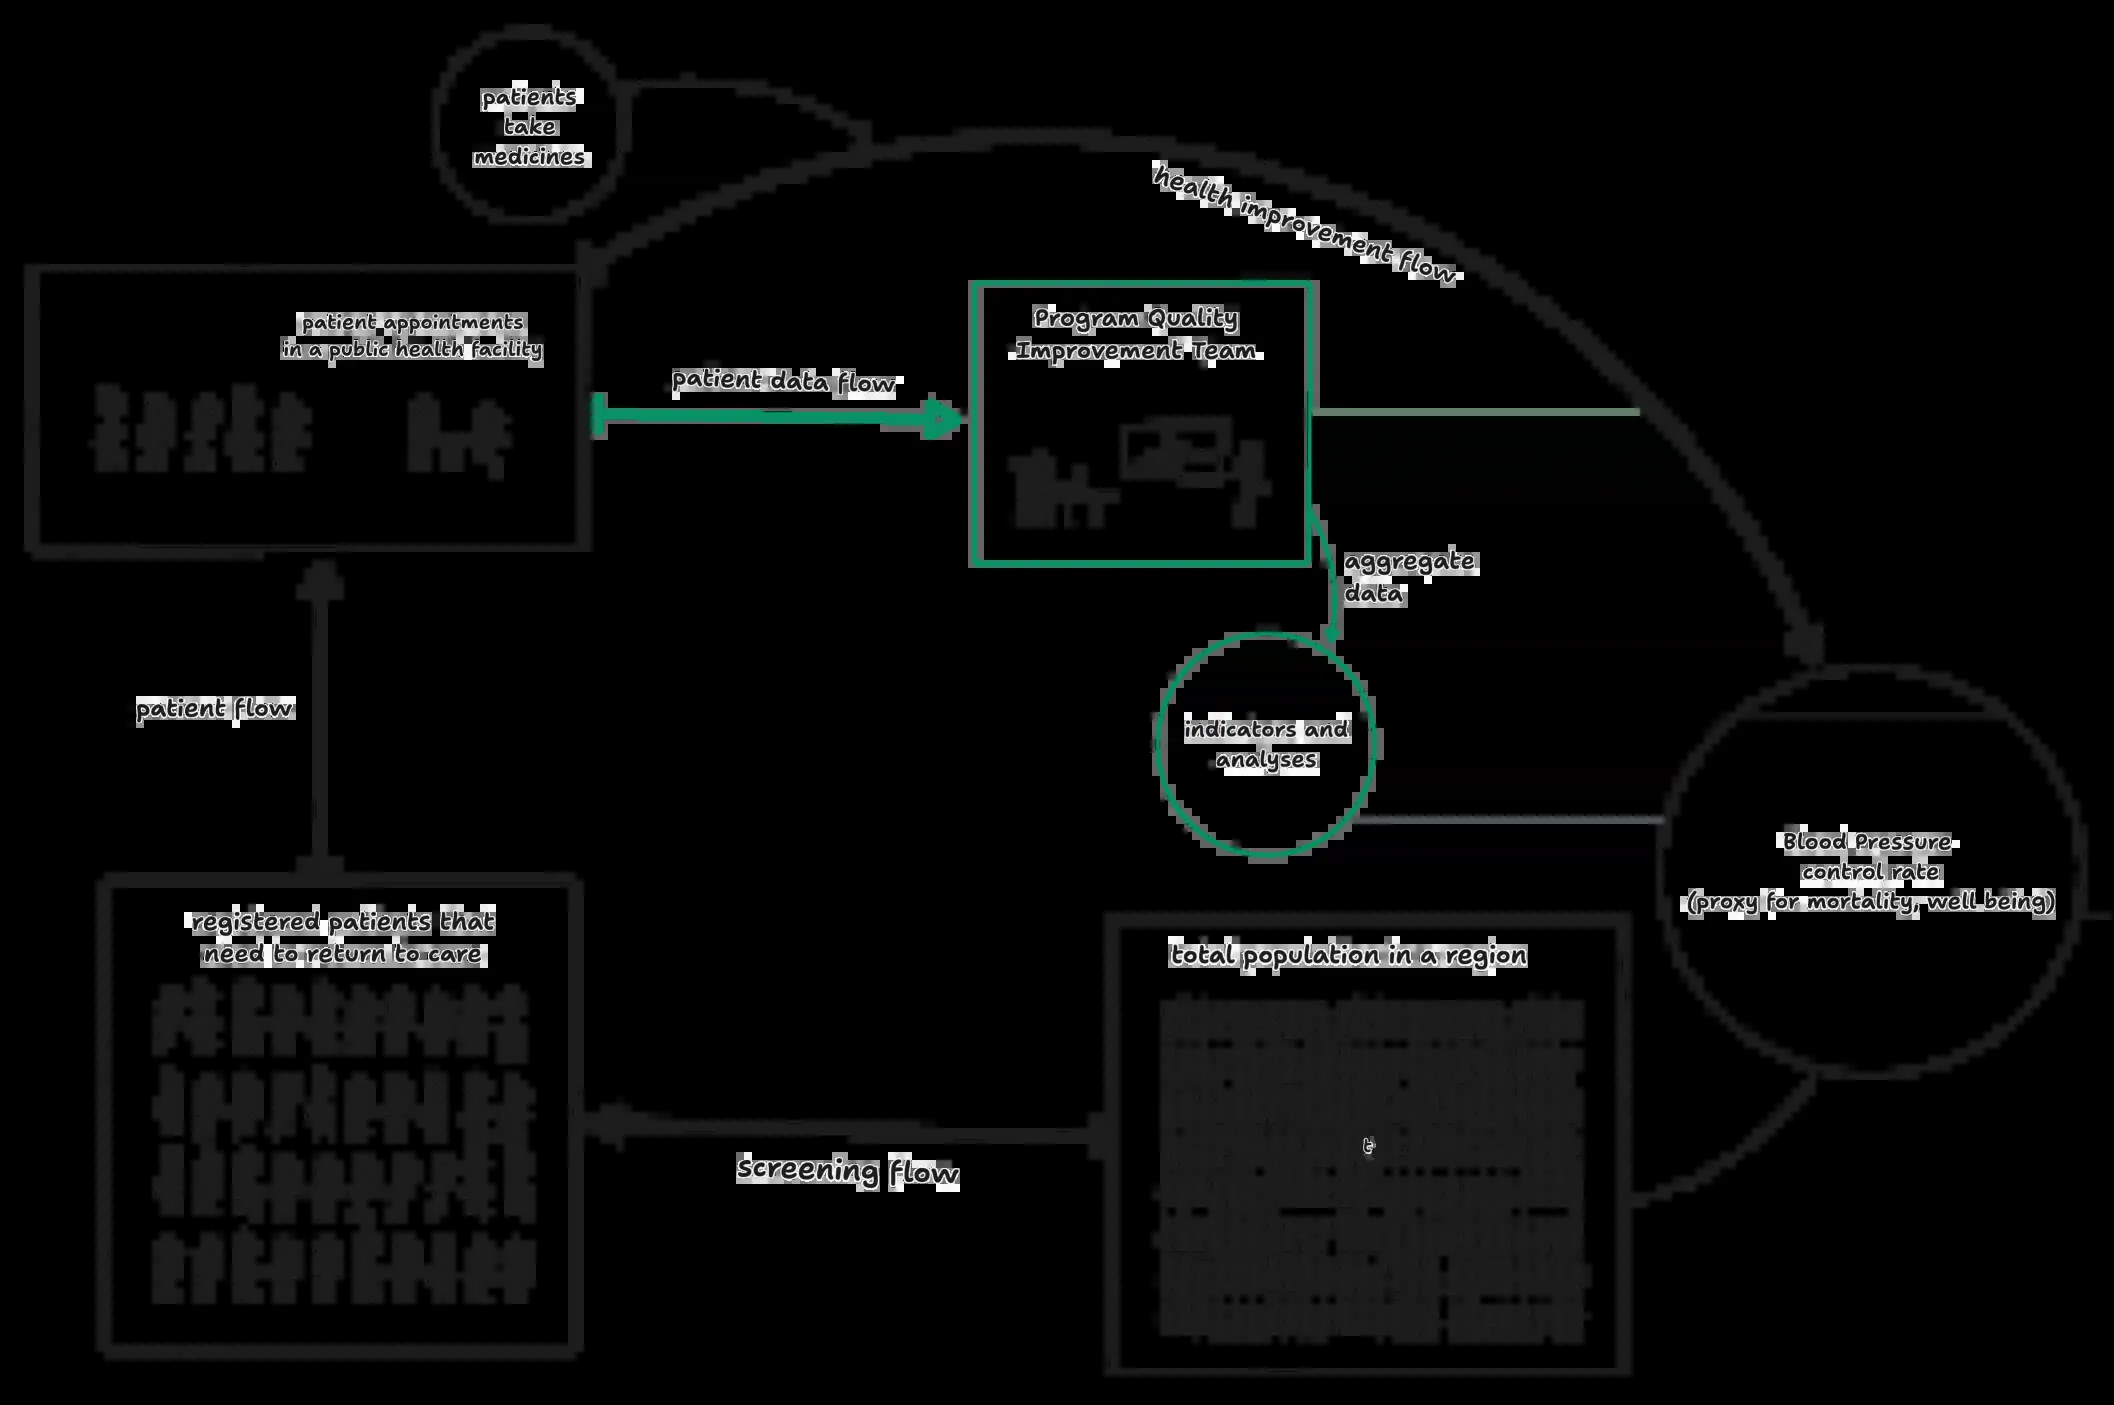 patients
take
medicines
health improvement flow
patient appointments
in a public health facility
Program Quality
Improvement Team
patient data flow
aggregate
data
patient flow
indicators and
analyses
Blood Pressure
control rate
(proxy for mortality, well being)
registered patients that
need to return to care
total population in a region
t
screening flow